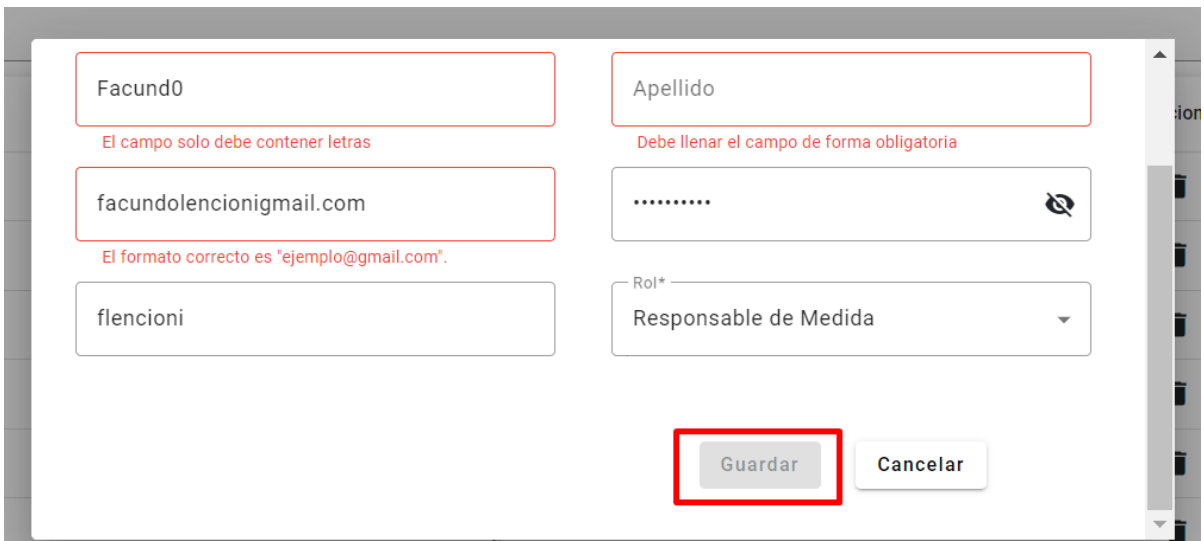 Facund0
Apellido
cion
El campo solo debe contener letras
Debe llenar el campo de forma obligatoria
facundolencionigmail.com
••••••••••
El formato correcto es "ejemplo@gmail.com".
Rol*
flencioni
Responsable de Medida
Guardar
Cancelar